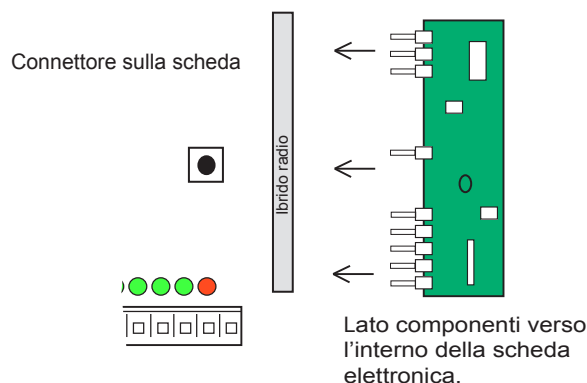 Connettore sulla scheda
Ibrido radio
Lato componenti verso
l'interno della scheda
elettronica.